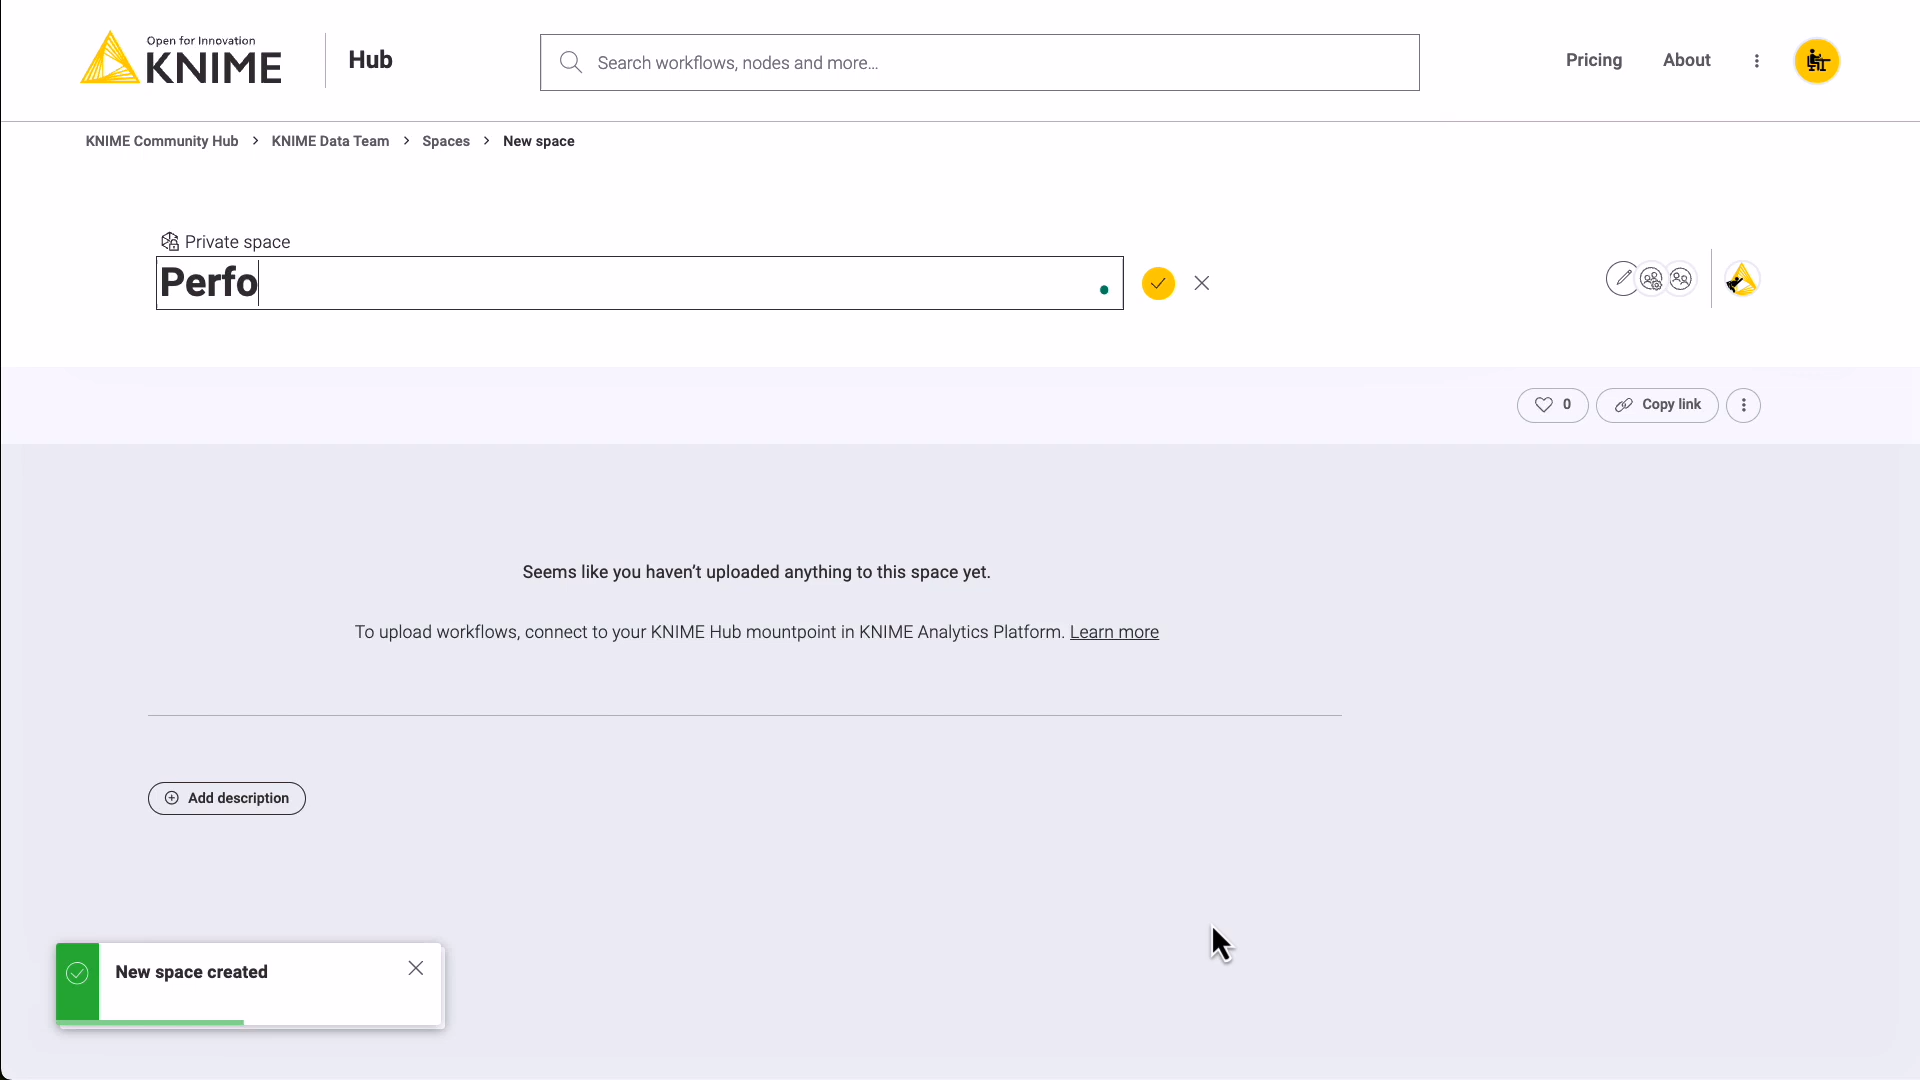 Open for Innovation
KNIME
Hub
Search workflows, nodes and more...
Pricing
About
KNIME Community Hub > KNIME Data Team > Spaces > New space
Private space
Perfo
0
Copy link
Seems like you haven’t uploaded anything to this space yet.
To upload workflows, connect to your KNIME Hub mountpoint in KNIME Analytics Platform. Learn more
Add description
New space created